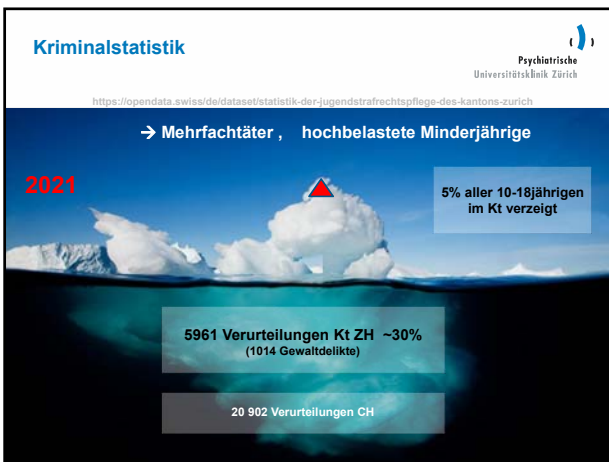 Kriminalstatistik
Psychiatrische
Universitätsklinik Zürich
https://opendata.swiss/de/dataset/statistik-der-jugendstrafrechtspflege-des-kantons-zurich
→ Mehrfachtäter , hochbelastete Minderjährige
2021
5% aller 10-18jährigen
im Kt verzeigt
5961 Verurteilungen Kt ZH ~30%
(1014 Gewaltdelikte)
20 902 Verurteilungen CH